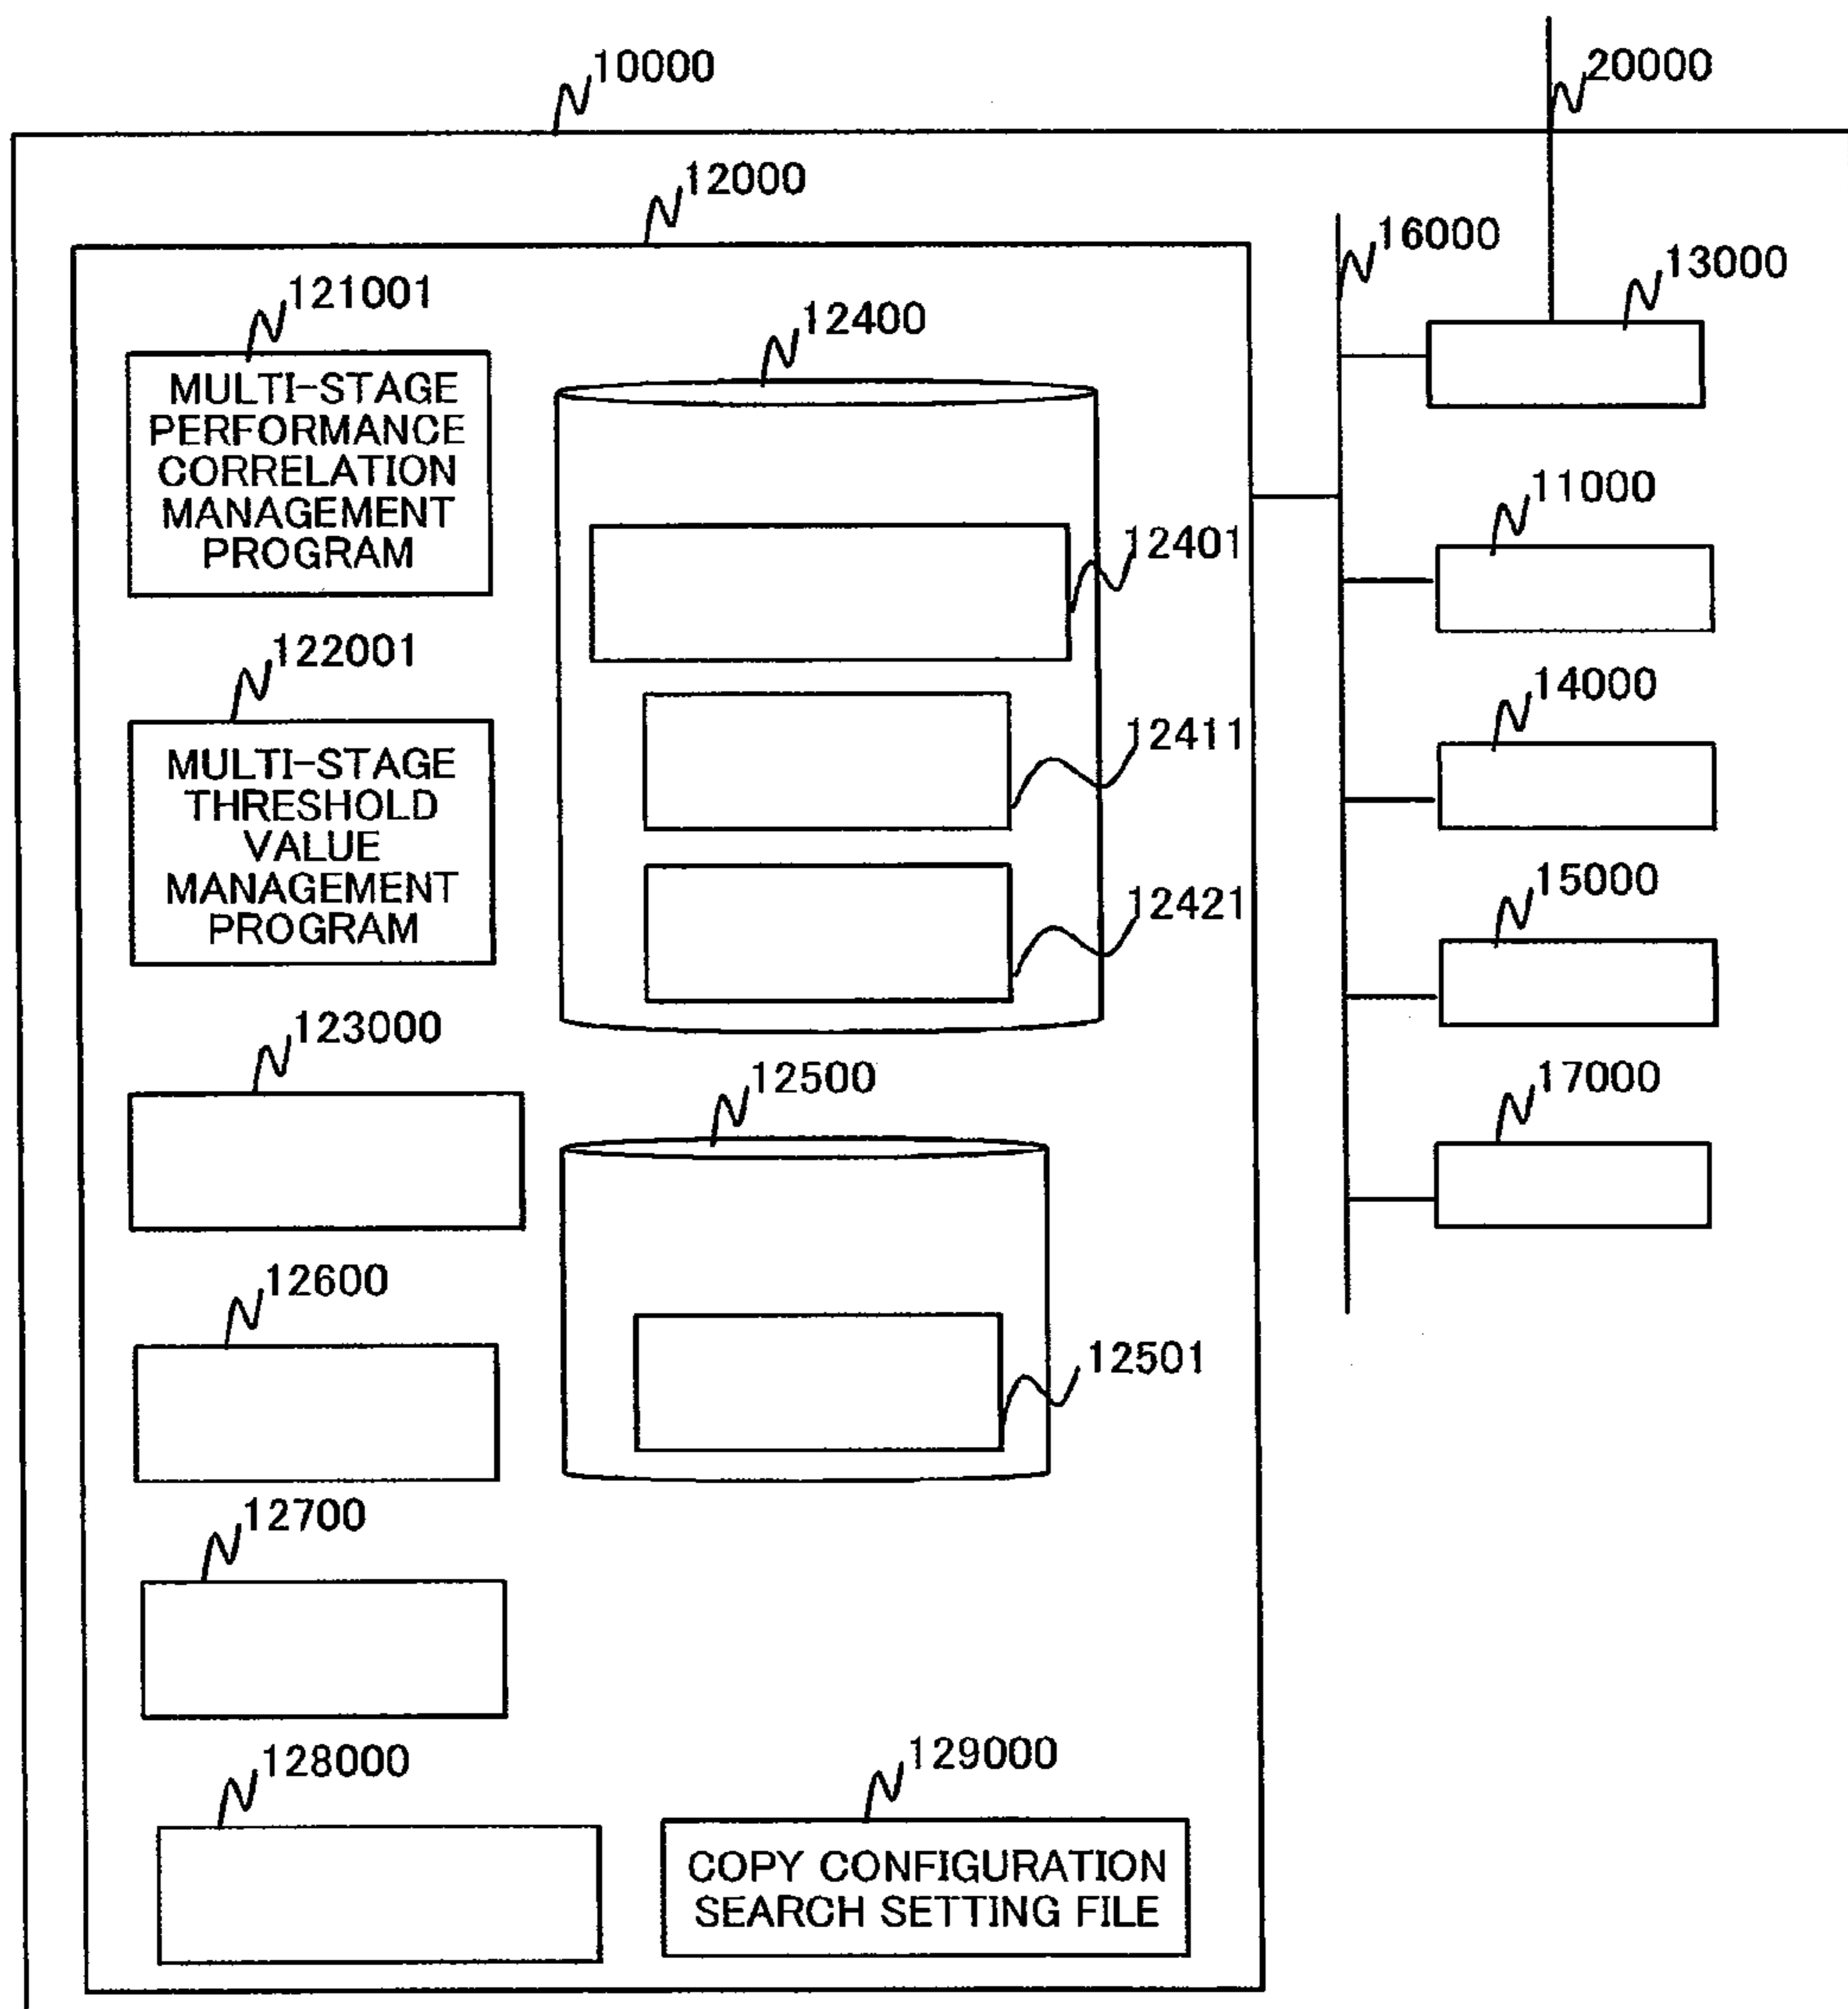 10000
20000
12000
16000
13000
121001
MULTI-STAGE
PERFORMANCE
CORRELATION
MANAGEMENT
PROGRAM
12400
11000
12401
122001
MULTI-STAGE
THRESHOLD
VALUE
MANAGEMENT
PROGRAM
14000
12411
15000
12421
123000
12500
17000
12600
12501
12700
128000
129000
COPY CONFIGURATION
SEARCH SETTING FILE